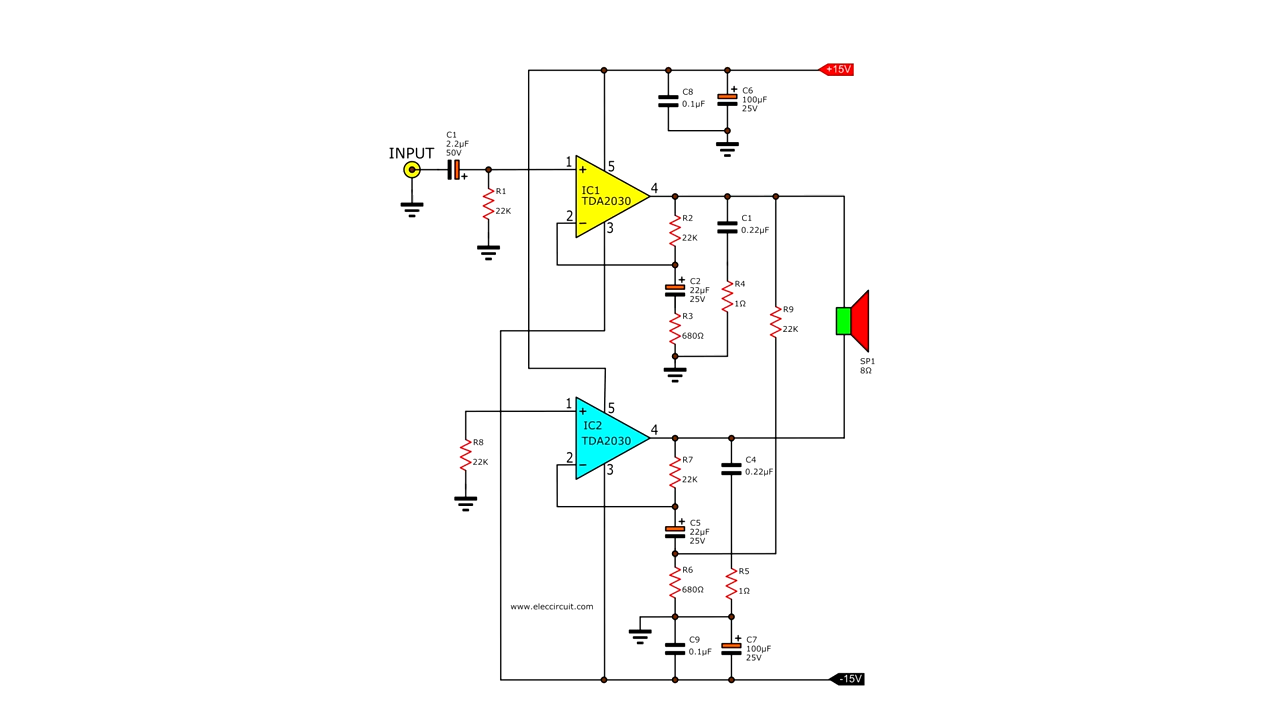 +15V
C8
0.1µF
+
C6
100µF
25V
C1
2.2µF
50V
+
INPUT
1
+
5
IC1
TDA2030
4
2
−
3
R1
22K
R2
22K
C1
0.22µF
+
C2
22µF
25V
R4
1Ω
R3
680Ω
R9
22K
SP1
8Ω
1
+
5
IC2
TDA2030
4
2
−
3
R8
22K
R7
22K
C4
0.22µF
+
C5
22µF
25V
R6
680Ω
R5
1Ω
www.eleccircuit.com
C9
0.1µF
+
C7
100µF
25V
-15V